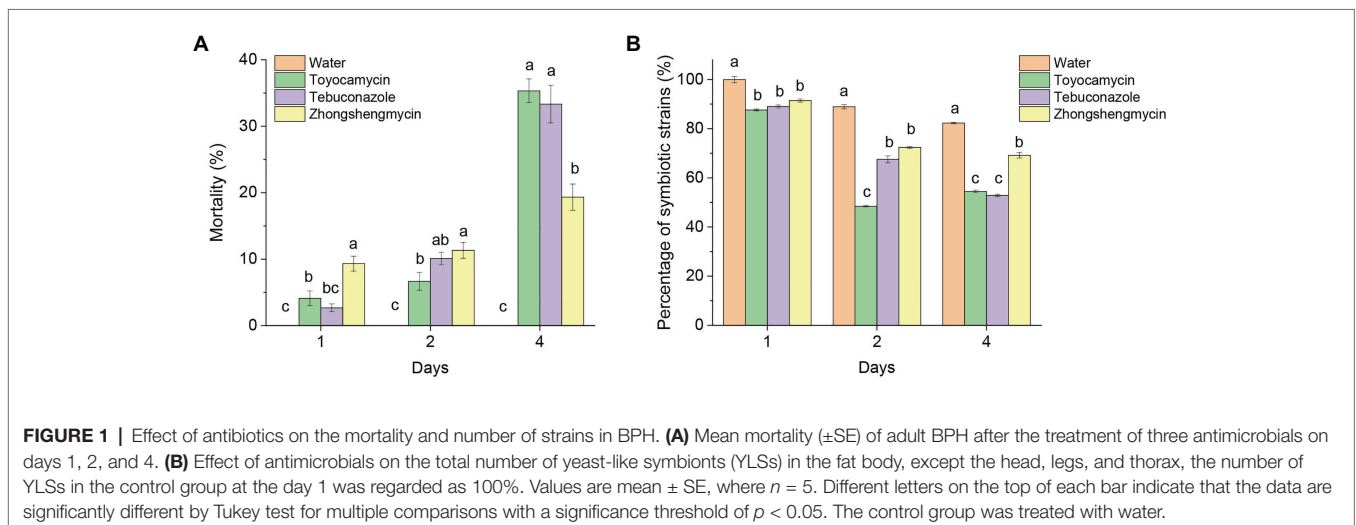 A
B
40
30
20
10
0
Mortality (%)
Water
Toyocamycin
Tebuconazole
Zhongshengmycin
c
b
bc
a
c
b
ab
a
c
a
a
b
1
2
4
Days
100
80
60
40
20
0
Percentage of symbiotic strains (%)
Water
Toyocamycin
Tebuconazole
Zhongshengmycin
a
b
b
b
a
c
b
b
a
c
c
b
1
2
4
Days
FIGURE 1 | Effect of antibiotics on the mortality and number of strains in BPH. (A) Mean mortality (±SE) of adult BPH after the treatment of three antimicrobials on
days 1, 2, and 4. (B) Effect of antimicrobials on the total number of yeast-like symbionts (YLSs) in the fat body, except the head, legs, and thorax, the number of
YLSs in the control group at the day 1 was regarded as 100%. Values are mean ± SE, where n = 5. Different letters on the top of each bar indicate that the data are
significantly different by Tukey test for multiple comparisons with a significance threshold of p < 0.05. The control group was treated with water.